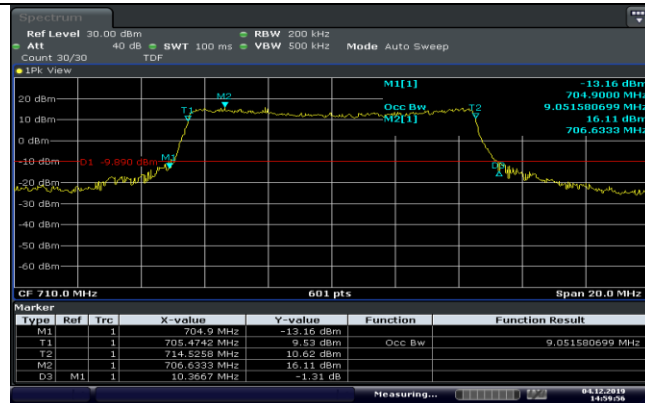 Spectrum
Ref Level 30.00 dBm RBW 200 kHz
Att 40 dB SWT 100 ms VBW 500 kHz Mode Auto Sweep
Count 30/30 TDF
1Pk View
M1[1] -13.16 dBm
704.9000 MHz
20 dBm M2 Occ Bw 9.051580699 MHz
T1 T2
10 dBm M2[1] 16.11 dBm
706.6333 MHz
0 dBm
-10 dBm D1 -9.890 dBm M1
D3
-20 dBm
-30 dBm
-40 dBm
-50 dBm
-60 dBm
CF 710.0 MHz 601 pts Span 20.0 MHz
Marker
Type Ref Trc X-value Y-value Function Function Result
M1 1 704.9 MHz -13.16 dBm
T1 1 705.4742 MHz 9.53 dBm Occ Bw 9.051580699 MHz
T2 1 714.5258 MHz 10.62 dBm
M2 1 706.6333 MHz 16.11 dBm
D3 M1 1 10.3667 MHz -1.31 dB
Measuring... 04.12.2019
14:59:56